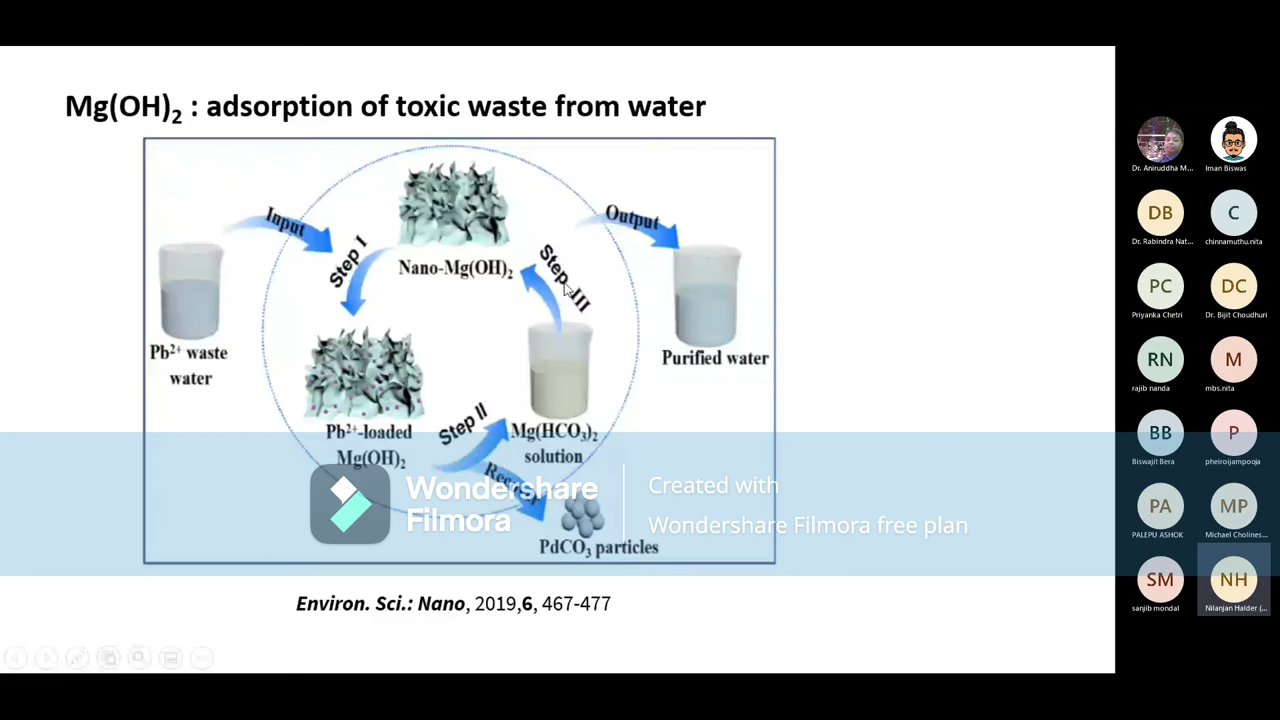 Mg(OH)₂ : adsorption of toxic waste from water
Input
Output
Step I
Step III
Nano-Mg(OH)₂
Pb²⁺ waste
water
Purified water
Pb²⁺-loaded
Mg(OH)₂
Step II
Mg(HCO₃)₂
solution
PdCO₃ particles
Wondershare
Filmora
Created with
Wondershare Filmora free plan
Environ. Sci.: Nano, 2019,6, 467-477
Dr. Aniruddha M...
Iman Biswas
DB
Dr. Rabindra Nat...
C
chinnamuthu.nita
PC
Priyanka Chetri
DC
Dr. Bijit Choudhuri
RN
rajib nanda
M
mbs.nita
BB
Biswajit Bera
P
pheiroijampooja
PA
PALEPU ASHOK
MP
Michael Cholines...
SM
sanjib mondal
NH
Nilanjan Halder (...